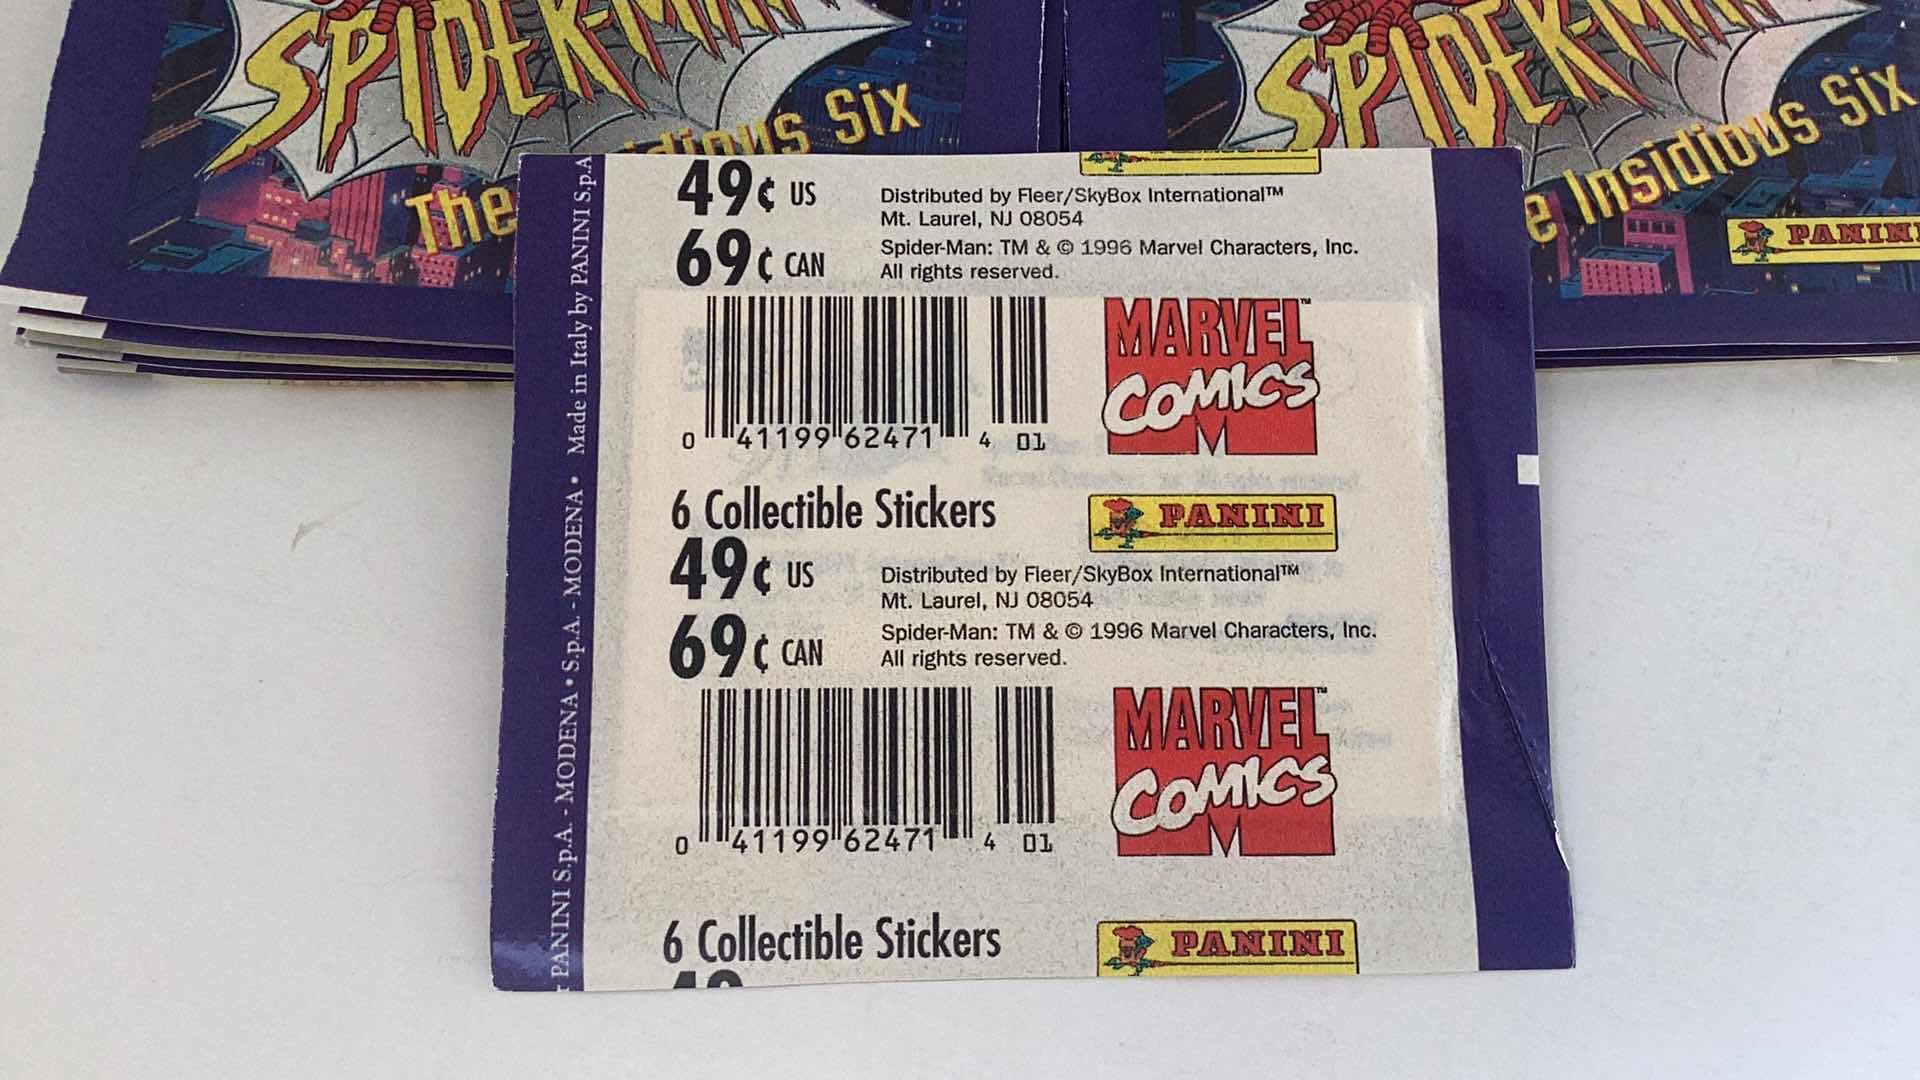 SPIDER-MAN
The
idious Six
SPIDER-MAN
e Insidious Six
PANINI
PANINI S.p.A. - MODENA • S.p.A. - MODENA • Made in Italy by PANINI S.p.A
49¢ US
69¢ CAN
Distributed by Fleer/SkyBox International™
Mt. Laurel, NJ 08054
Spider-Man: TM & © 1996 Marvel Characters, Inc.
All rights reserved.
0 41199 62471 4 01
MARVEL™
COMICS
6 Collectible Stickers
PANINI
49¢ US
69¢ CAN
Distributed by Fleer/SkyBox International™
Mt. Laurel, NJ 08054
Spider-Man: TM & © 1996 Marvel Characters, Inc.
All rights reserved.
0 41199 62471 4 01
MARVEL™
COMICS
6 Collectible Stickers
PANINI
49